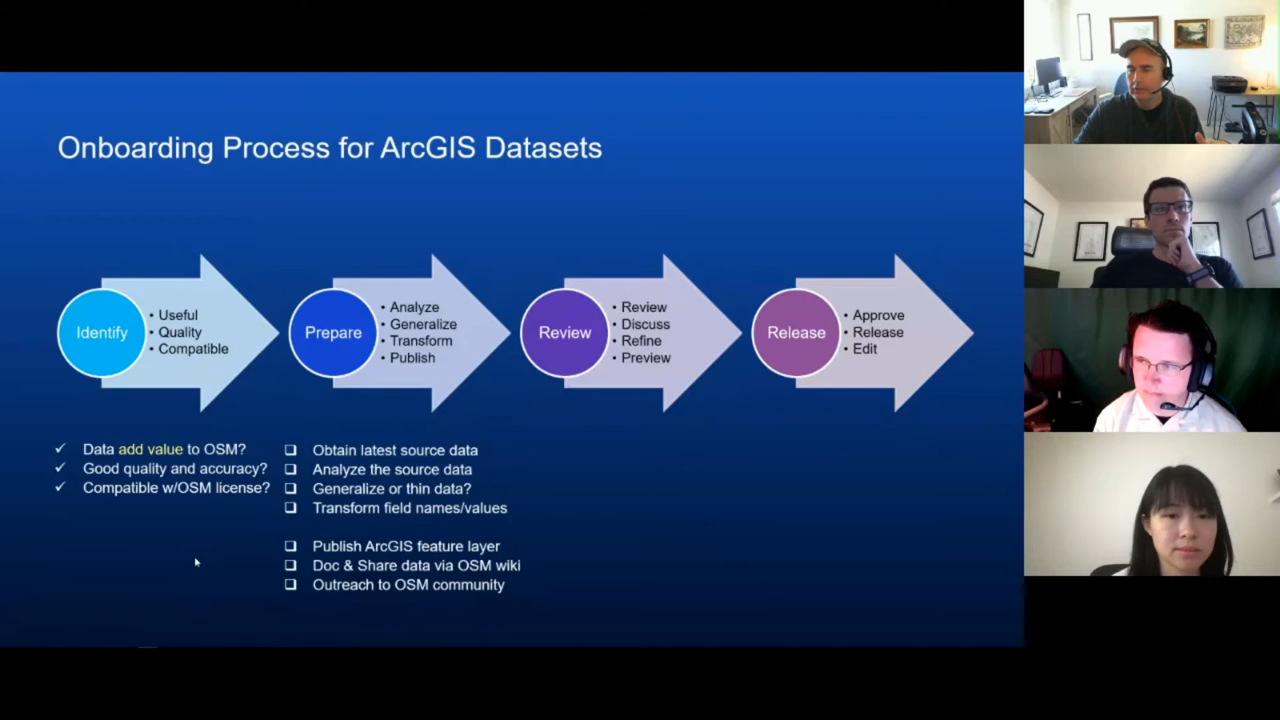 Onboarding Process for ArcGIS Datasets
Identify
• Useful
• Quality
• Compatible
Prepare
• Analyze
• Generalize
• Transform
• Publish
Review
• Review
• Discuss
• Refine
• Preview
Release
• Approve
• Release
• Edit
✓ Data add value to OSM?
✓ Good quality and accuracy?
✓ Compatible w/OSM license?
❑ Obtain latest source data
❑ Analyze the source data
❑ Generalize or thin data?
❑ Transform field names/values
❑ Publish ArcGIS feature layer
❑ Doc & Share data via OSM wiki
❑ Outreach to OSM community